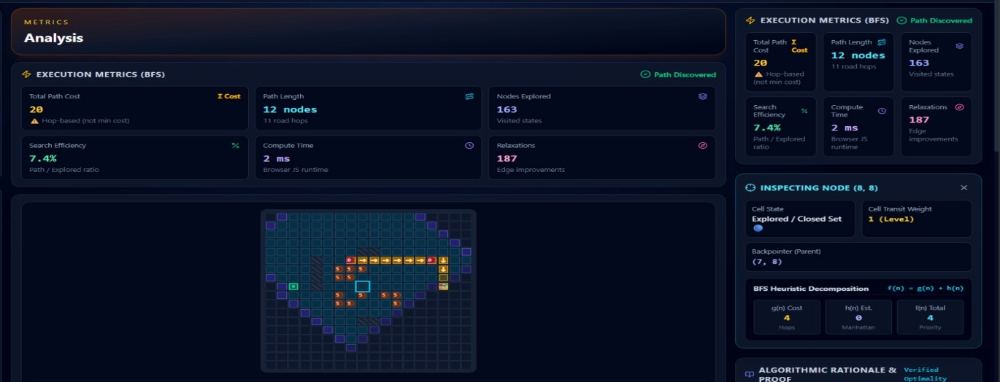 METRICS
Analysis
EXECUTION METRICS (BFS)
Path Discovered
Total Path Cost
Σ Cost
20
Hop-based (not min cost)
Path Length
12 nodes
11 road hops
Nodes Explored
163
Visited states
Search Efficiency
7.4%
Path / Explored ratio
Compute Time
2 ms
Browser JS runtime
Relaxations
187
Edge improvements
S S S
S S
S S S S
S S S
EXECUTION METRICS (BFS)
Path Discovered
Total Path
Cost
Σ
Cost
20
Hop-based
(not min cost)
Path Length
12 nodes
11 road hops
Nodes
Explored
163
Visited states
Search
Efficiency
7.4%
Path / Explored
ratio
Compute
Time
2 ms
Browser JS
runtime
Relaxations
187
Edge
improvements
INSPECTING NODE (8, 8)
Cell State
Explored / Closed Set
Cell Transit Weight
1 (Level)
Backpointer (Parent)
(7, 8)
BFS Heuristic Decomposition
f(n) = g(n) + h(n)
g(n) Cost
4
Hops
h(n) Est.
0
Manhattan
f(n) Total
4
Priority
ALGORITHMIC RATIONALE &
PROOF
Verified
Optimality